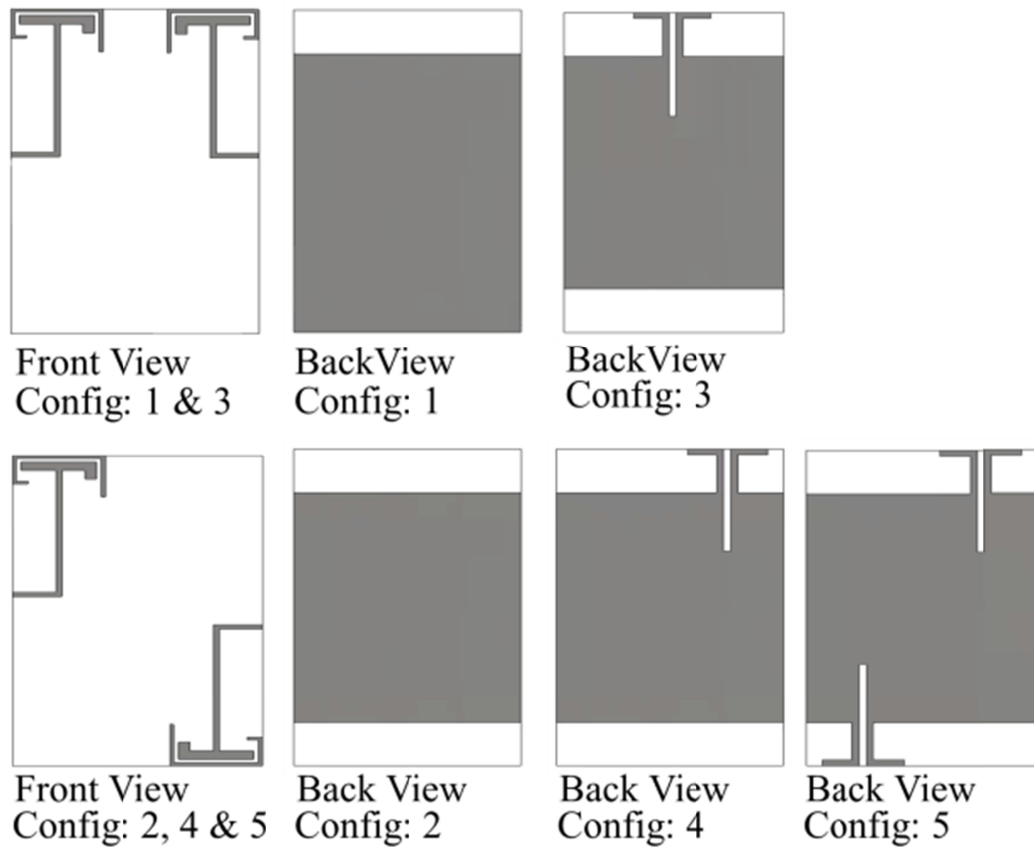 Front View
Config: 1 & 3
BackView
Config: 1
BackView
Config: 3
Front View
Config: 2, 4 & 5
Back View
Config: 2
Back View
Config: 4
Back View
Config: 5